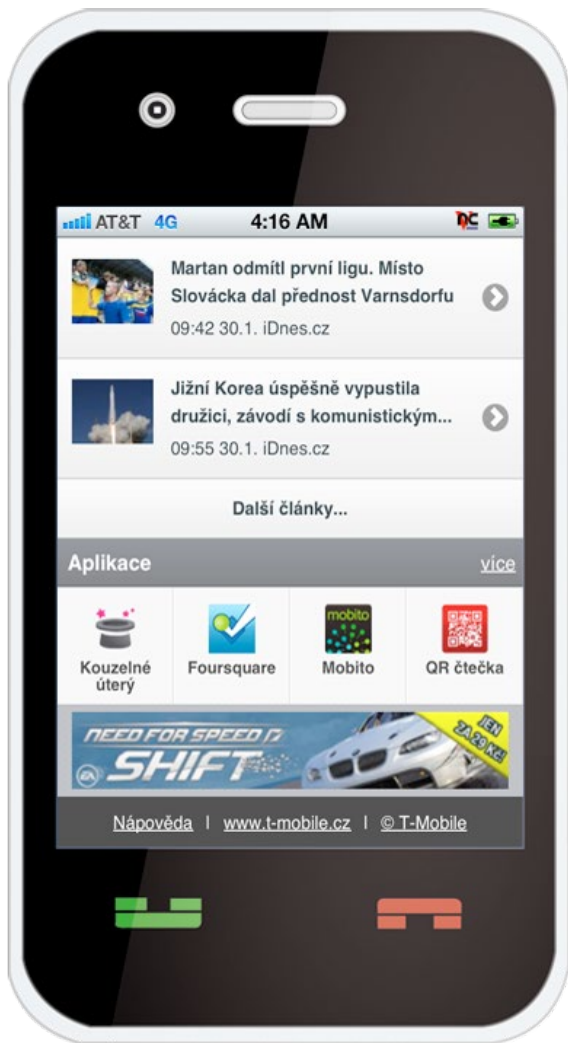 AT&T 4G 4:16 AM
Martan odmítl první ligu. Místo
Slovácka dal přednost Varnsdorfu
09:42 30.1. iDnes.cz
Jižní Korea úspěšně vypustila
družici, závodí s komunistickým...
09:55 30.1. iDnes.cz
Další články...
Aplikace více
mobito
Kouzelné
úterý
Foursquare
Mobito
QR čtečka
NEED FOR SPEED
SHIFT
EA
JEN
ZA 29 Kč!
Nápověda | www.t-mobile.cz | © T-Mobile